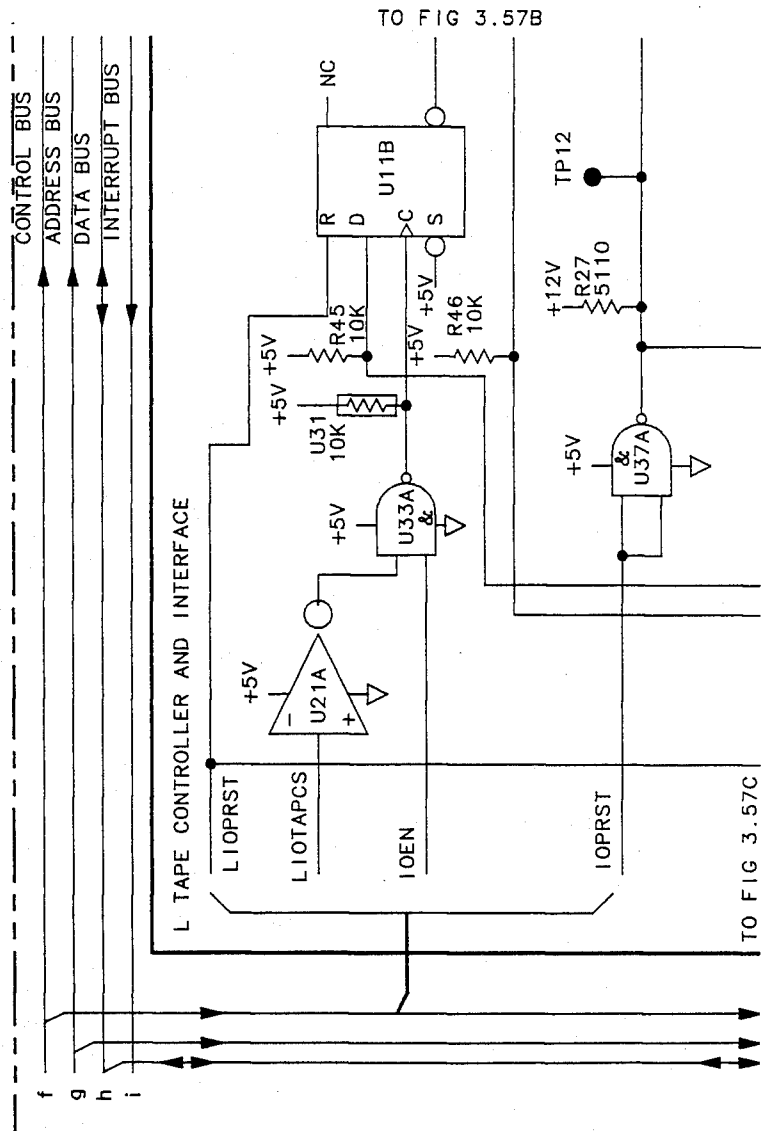 TO FIG 3.57B
CONTROL BUS
ADDRESS BUS
DATA BUS
INTERRUPT BUS
f
g
h
i
L TAPE CONTROLLER AND INTERFACE
LIOPRST
LIOTAPCS
IOEN
IOPRST
+5V
-
U21A
+
+5V
U33A
&
+5V
U31
10K
+5V
R45
10K
R
D
C
S
U11B
NC
+5V
+5V
R46
10K
+5V
&
U37A
+12V
R27
5110
TP12
TO FIG 3.57C